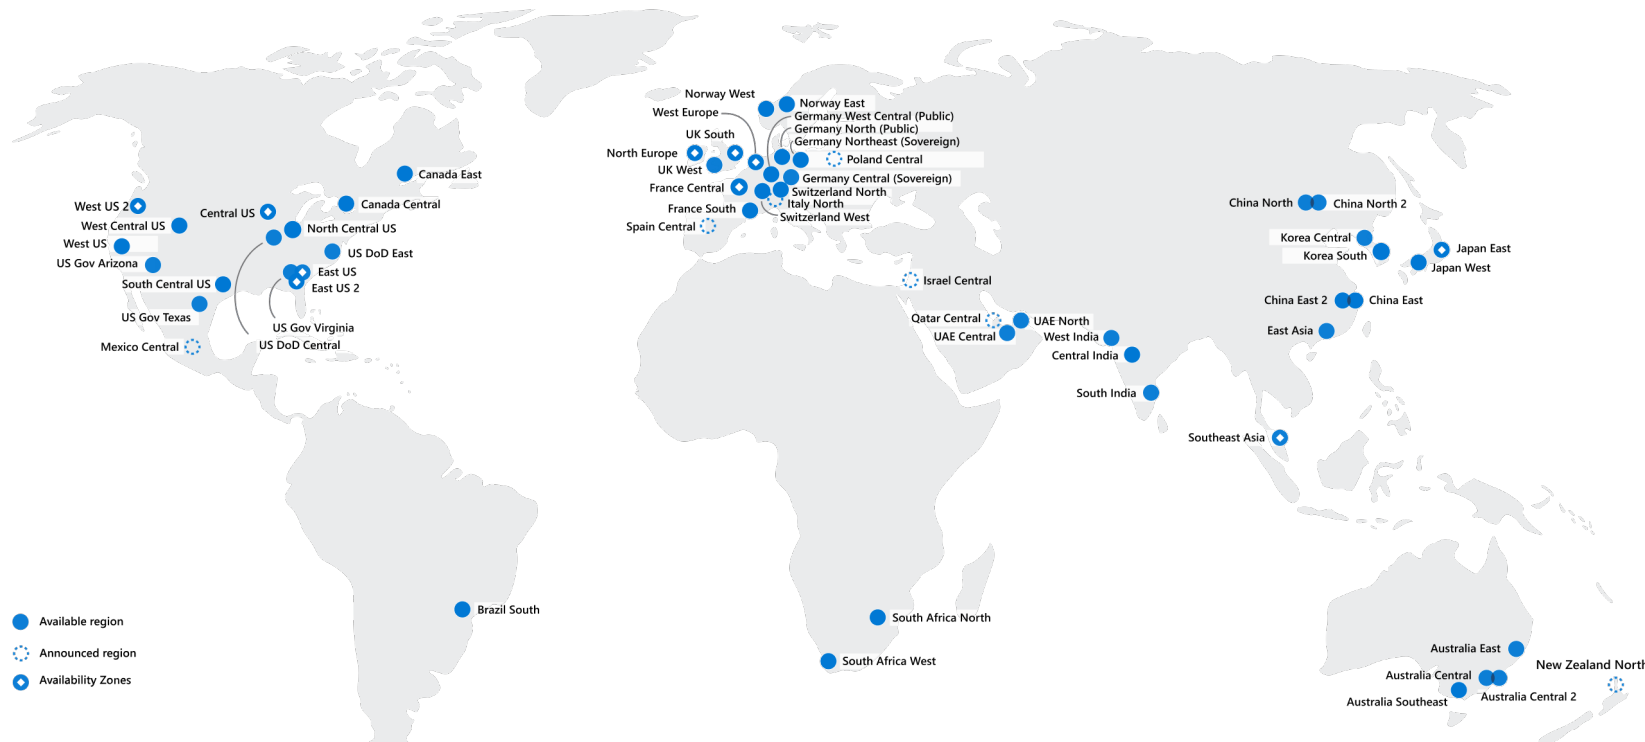 Norway West
Norway East
West Europe
Germany West Central (Public)
Germany North (Public)
UK South
Germany Northeast (Sovereign)
North Europe
Poland Central
UK West
Canada East
Germany Central (Sovereign)
France Central
Switzerland North
West US 2
Central US
Canada Central
Italy North
China North
China North 2
France South
Switzerland West
West Central US
North Central US
Spain Central
Korea Central
West US
US DoD East
Japan East
Korea South
US Gov Arizona
East US
Japan West
South Central US
East US 2
Israel Central
China East 2
China East
US Gov Texas
Qatar Central
UAE North
US Gov Virginia
East Asia
UAE Central
West India
Mexico Central
US DoD Central
Central India
South India
Southeast Asia
Brazil South
South Africa North
Available region
Australia East
Announced region
South Africa West
New Zealand North
Australia Central
Availability Zones
Australia Central 2
Australia Southeast